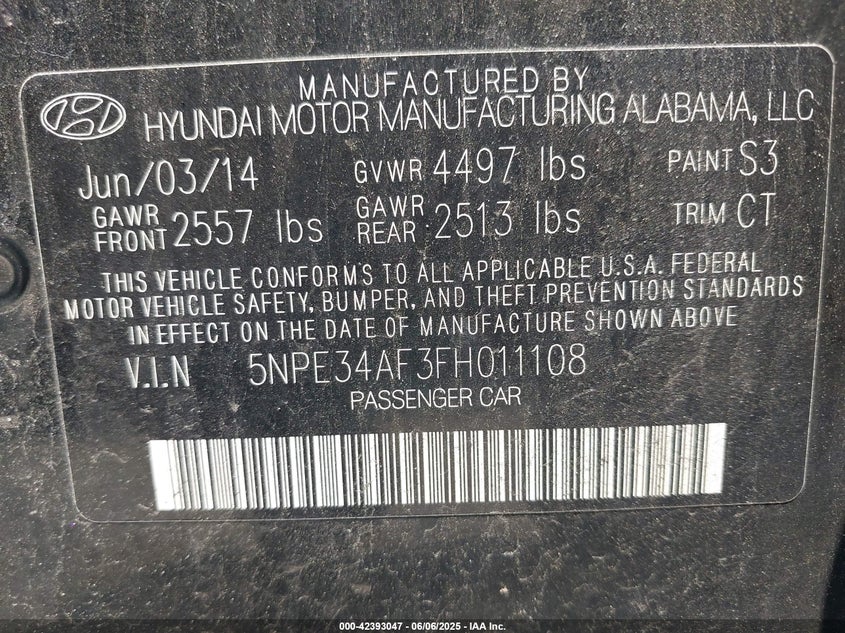 MANUFACTURED BY
HYUNDAI MOTOR MANUFACTURING ALABAMA, LLC
Jun/03/14 GVWR 4497 lbs PAINT S3
GAWR FRONT 2557 lbs GAWR REAR 2513 lbs TRIM CT
THIS VEHICLE CONFORMS TO ALL APPLICABLE U.S.A. FEDERAL
MOTOR VEHICLE SAFETY, BUMPER, AND THEFT PREVENTION STANDARDS
IN EFFECT ON THE DATE OF MANUFACTURE SHOWN ABOVE
V.I.N 5NPE34AF3FH011108
PASSENGER CAR
000-42393047 - 06/06/2025 - IAA Inc.